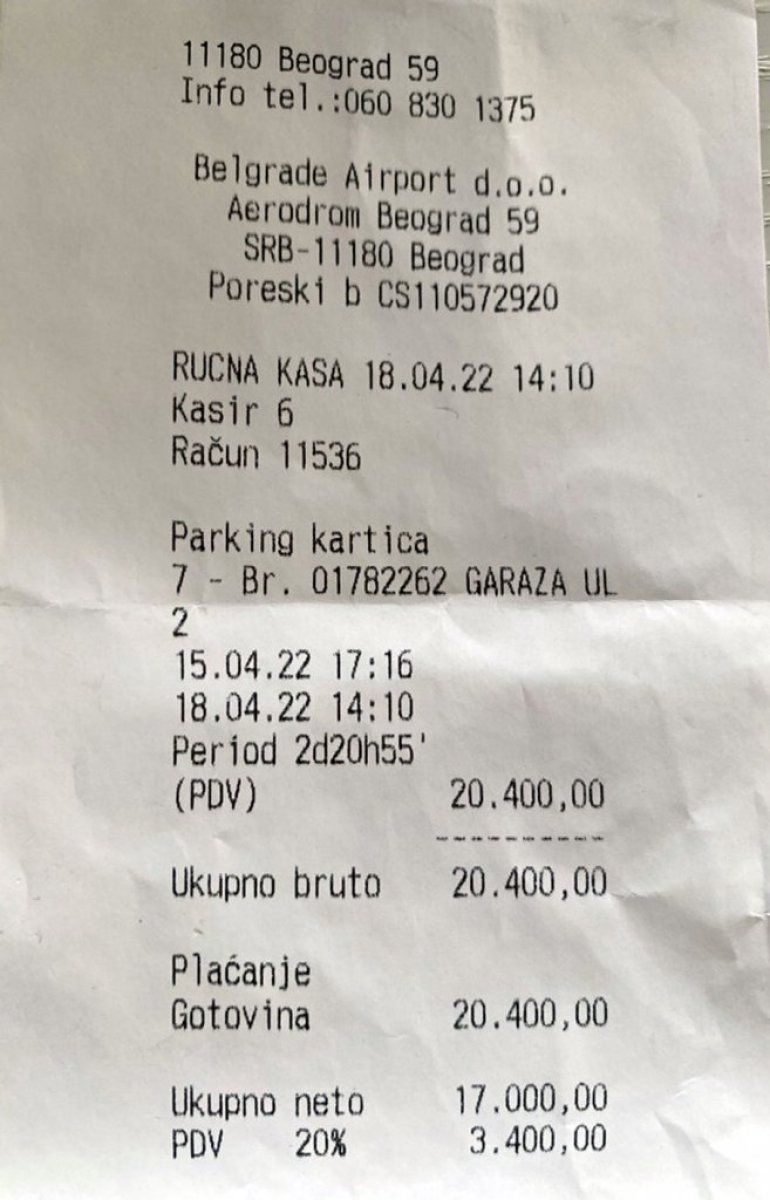 11180 Beograd 59
Info tel.:060 830 1375
Belgrade Airport d.o.o.
Aerodrom Beograd 59
SRB-11180 Beograd
Poreski b CS110572920
RUCNA KASA 18.04.22 14:10
Kasir 6
Račun 11536
Parking kartica
7 - Br. 01782262 GARAZA UL
2
15.04.22 17:16
18.04.22 14:10
Period 2d20h55'
(PDV) 20.400,00
----------
Ukupno bruto 20.400,00
Plaćanje
Gotovina 20.400,00
Ukupno neto 17.000,00
PDV 20% 3.400,00